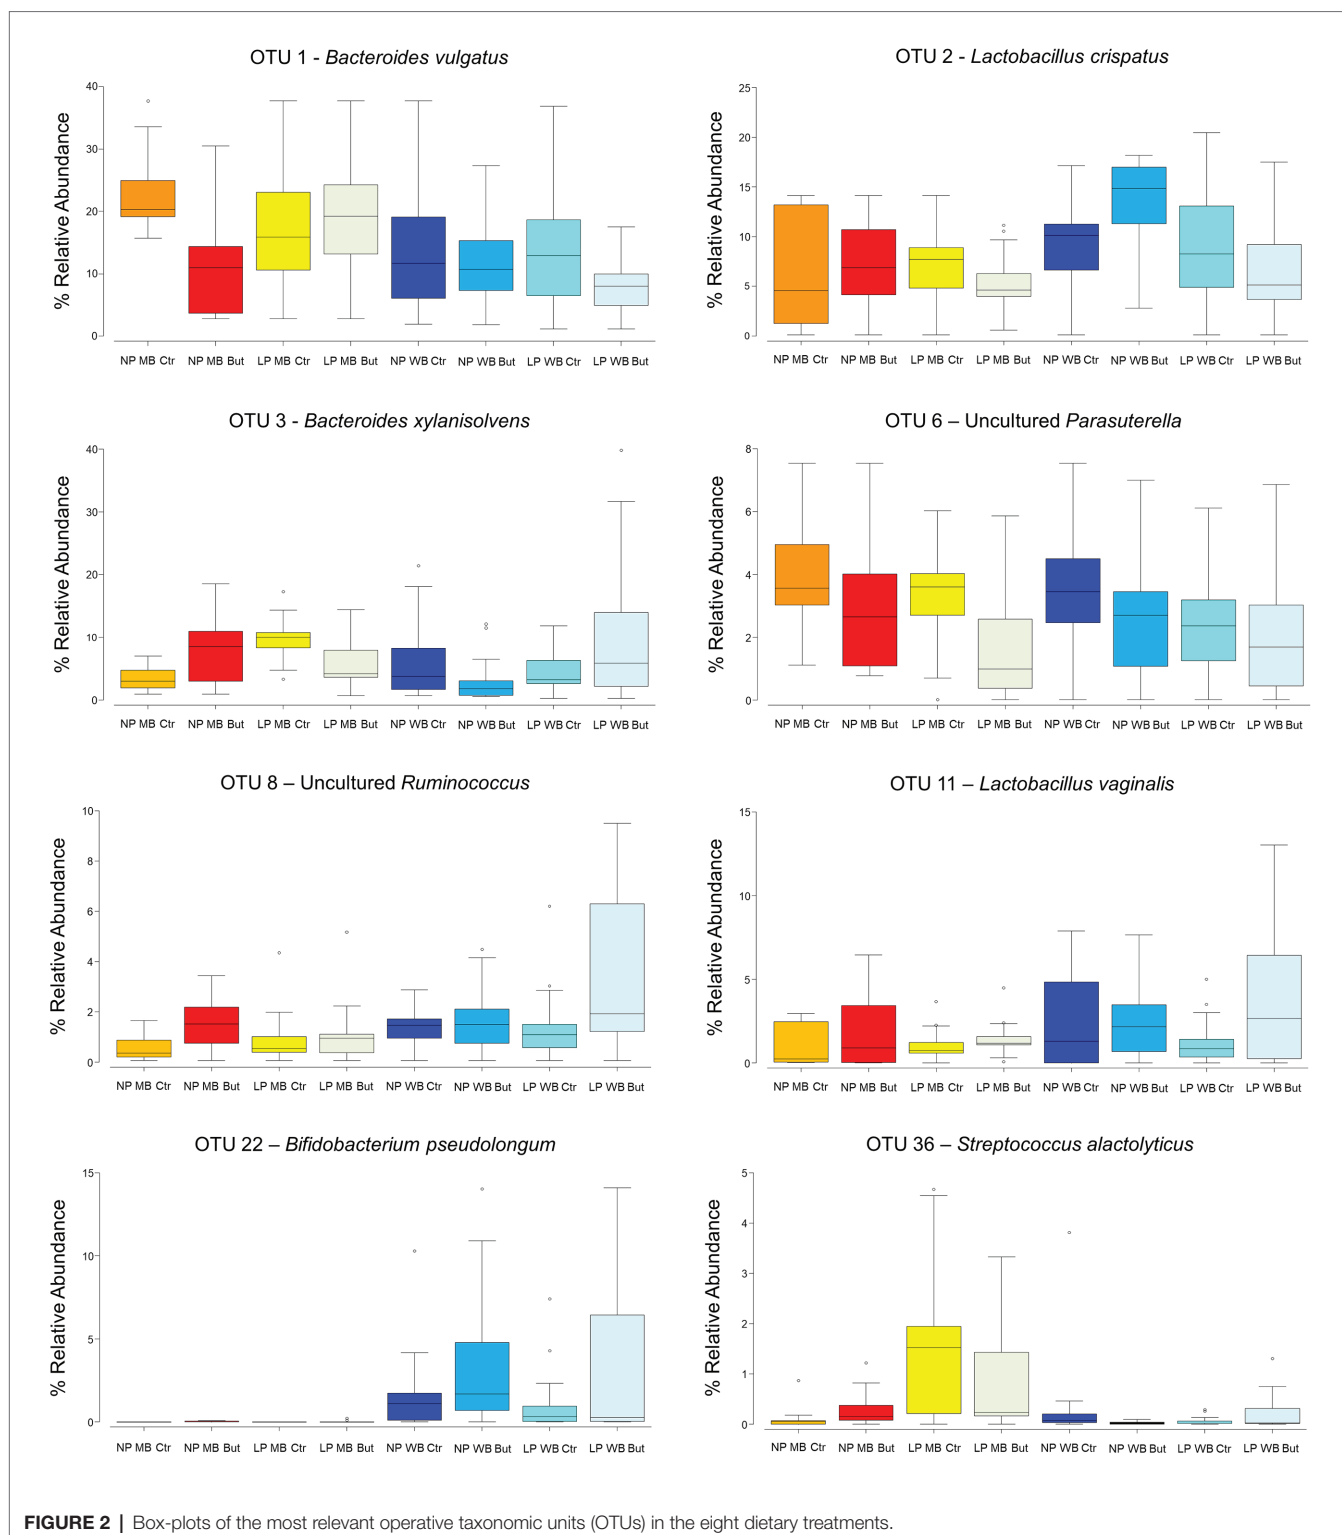 OTU 1 - Bacteroides vulgatus
% Relative Abundance
40
30
20
10
0
NP MB Ctr NP MB But LP MB Ctr LP MB But NP WB Ctr NP WB But LP WB Ctr LP WB But
OTU 2 - Lactobacillus crispatus
% Relative Abundance
25
20
15
10
5
0
NP MB Ctr NP MB But LP MB Ctr LP MB But NP WB Ctr NP WB But LP WB Ctr LP WB But
OTU 3 - Bacteroides xylanisolvens
% Relative Abundance
40
30
20
10
0
NP MB Ctr NP MB But LP MB Ctr LP MB But NP WB Ctr NP WB But LP WB Ctr LP WB But
OTU 6 – Uncultured Parasuterella
% Relative Abundance
8
6
4
2
0
NP MB Ctr NP MB But LP MB Ctr LP MB But NP WB Ctr NP WB But LP WB Ctr LP WB But
OTU 8 – Uncultured Ruminococcus
% Relative Abundance
10
8
6
4
2
0
NP MB Ctr NP MB But LP MB Ctr LP MB But NP WB Ctr NP WB But LP WB Ctr LP WB But
OTU 11 – Lactobacillus vaginalis
% Relative Abundance
15
10
5
0
NP MB Ctr NP MB But LP MB Ctr LP MB But NP WB Ctr NP WB But LP WB Ctr LP WB But
OTU 22 – Bifidobacterium pseudolongum
% Relative Abundance
15
10
5
0
NP MB Ctr NP MB But LP MB Ctr LP MB But NP WB Ctr NP WB But LP WB Ctr LP WB But
OTU 36 – Streptococcus alactolyticus
% Relative Abundance
5
4
3
2
1
0
NP MB Ctr NP MB But LP MB Ctr LP MB But NP WB Ctr NP WB But LP WB Ctr LP WB But
FIGURE 2 | Box-plots of the most relevant operative taxonomic units (OTUs) in the eight dietary treatments.